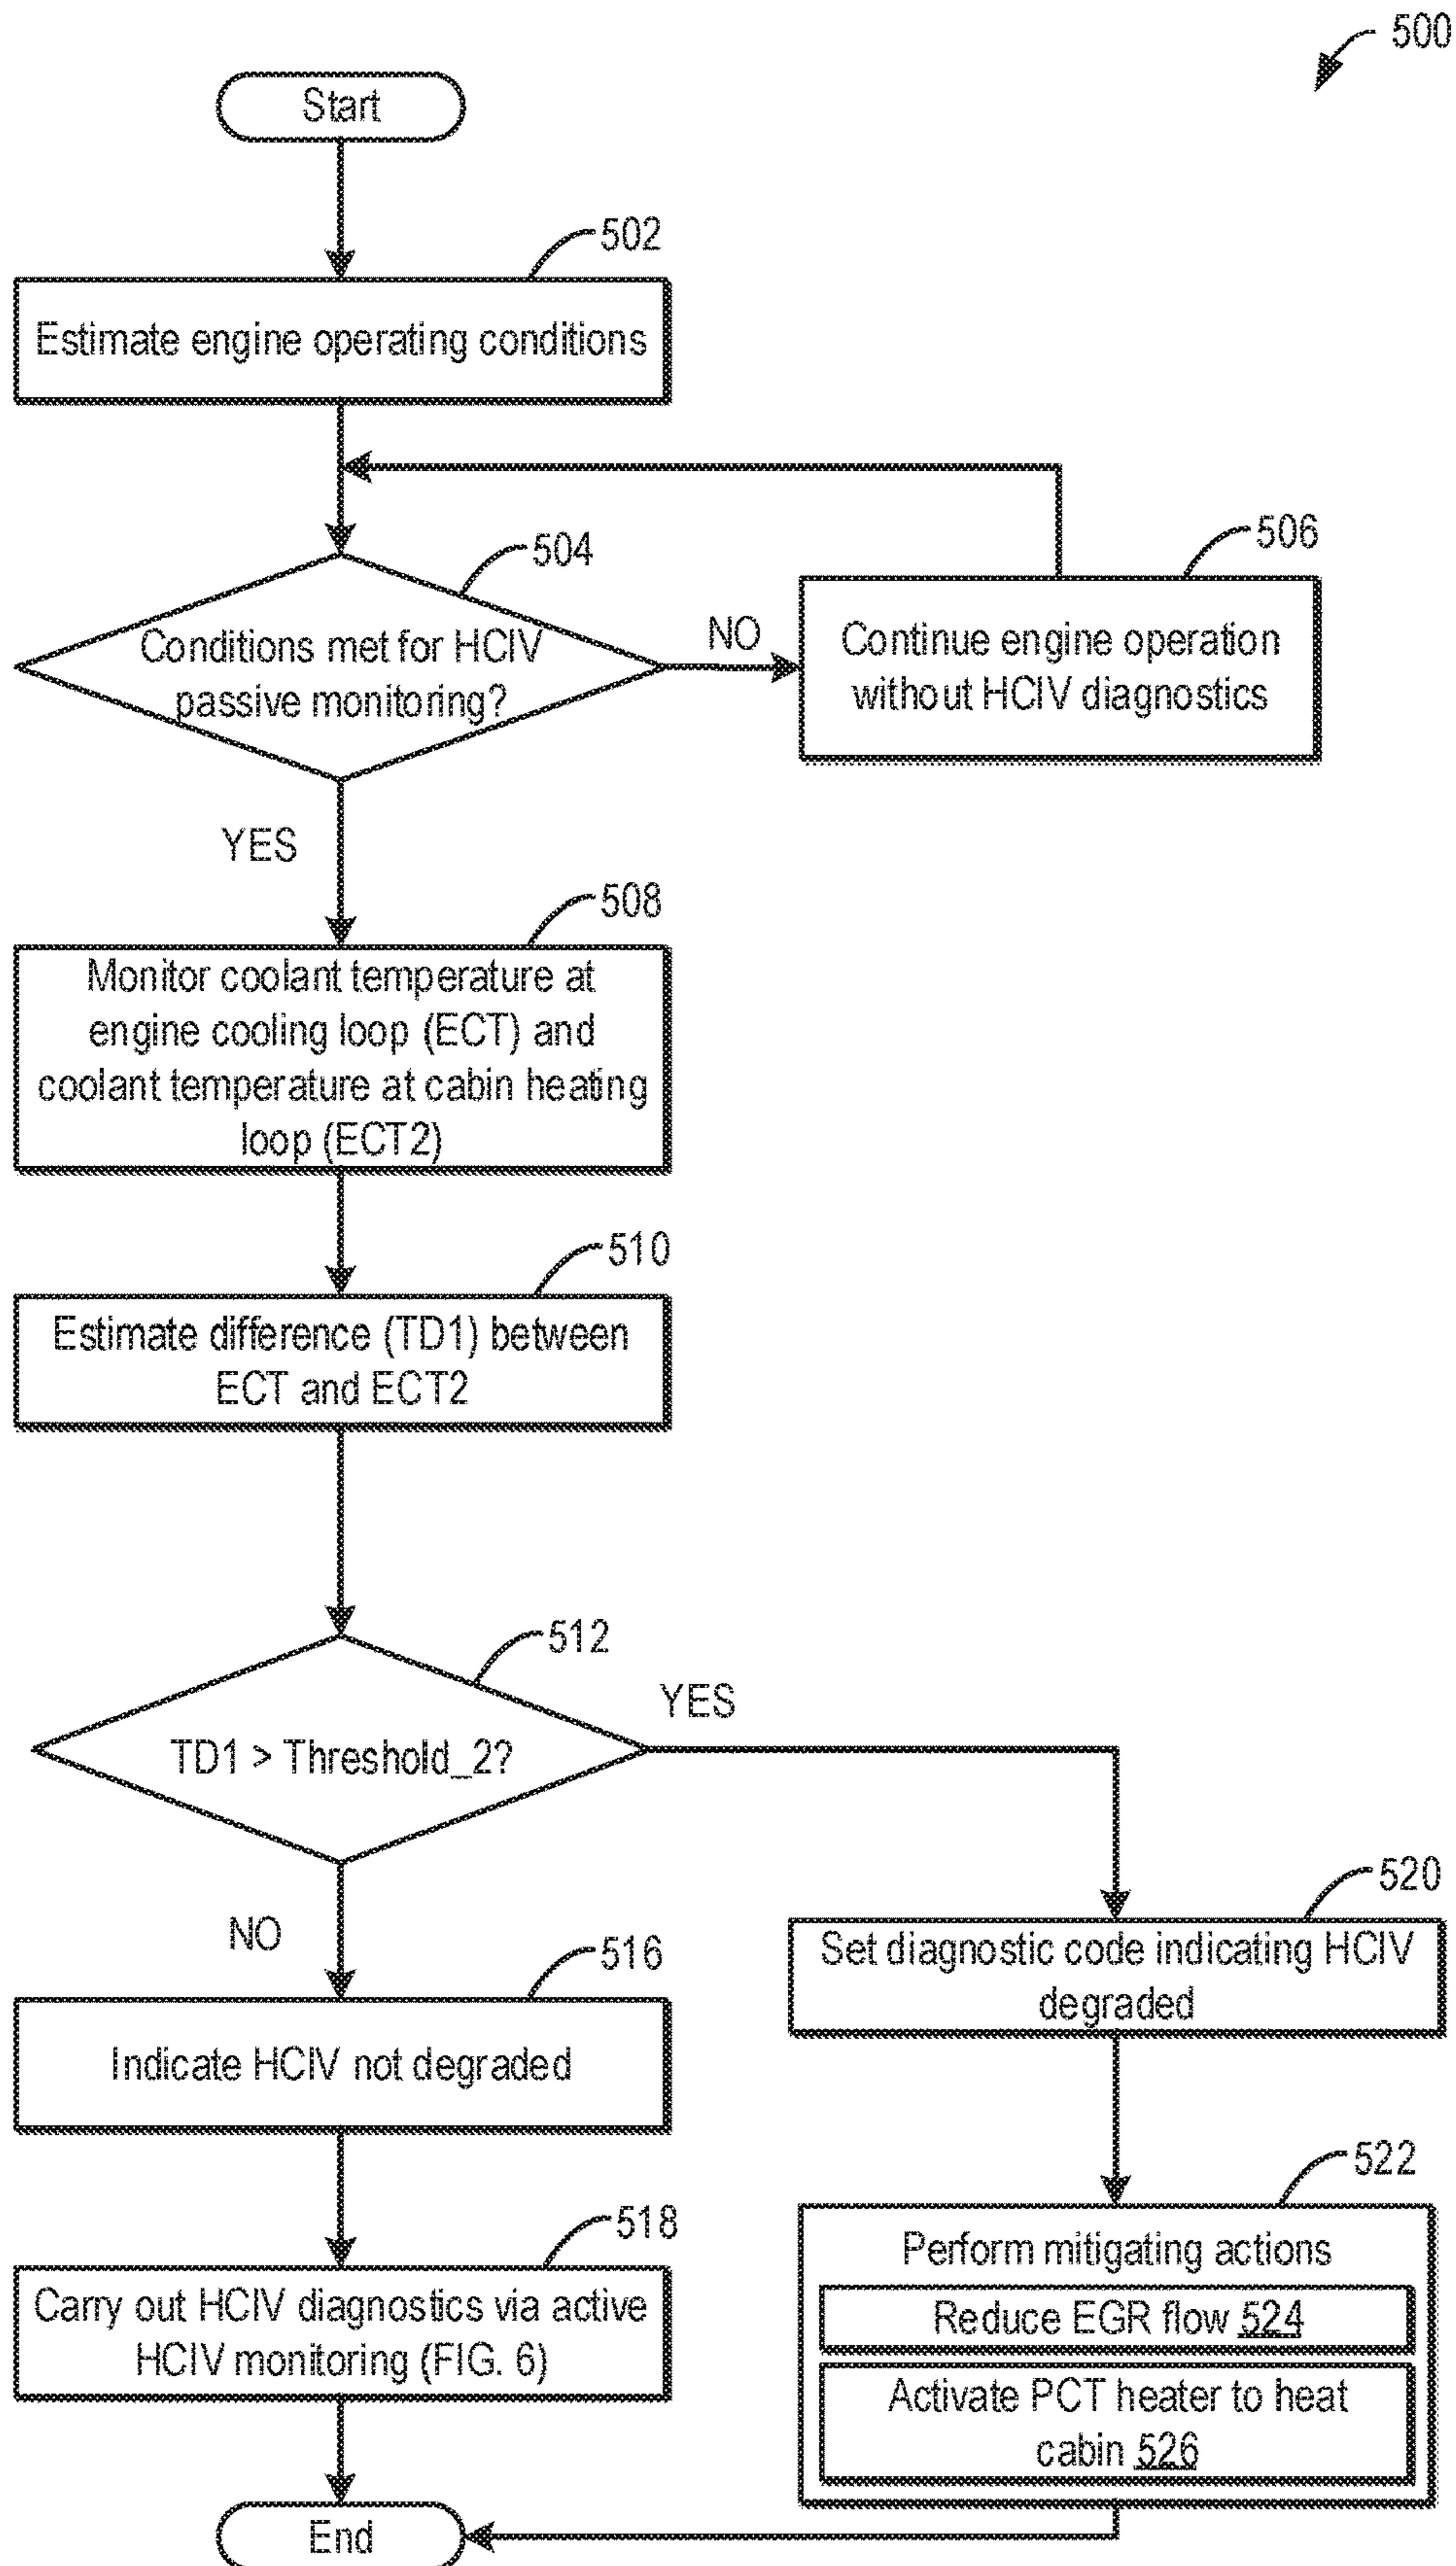 500
Start
502
Estimate engine operating conditions
504
Conditions met for HCIV
passive monitoring?
NO
506
Continue engine operation
without HCIV diagnostics
YES
508
Monitor coolant temperature at
engine cooling loop (ECT) and
coolant temperature at cabin heating
loop (ECT2)
510
Estimate difference (TD1) between
ECT and ECT2
512
TD1 > Threshold_2?
YES
NO
516
Indicate HCIV not degraded
518
Carry out HCIV diagnostics via active
HCIV monitoring (FIG. 6)
520
Set diagnostic code indicating HCIV
degraded
522
Perform mitigating actions
Reduce EGR flow 524
Activate PCT heater to heat
cabin 526
End